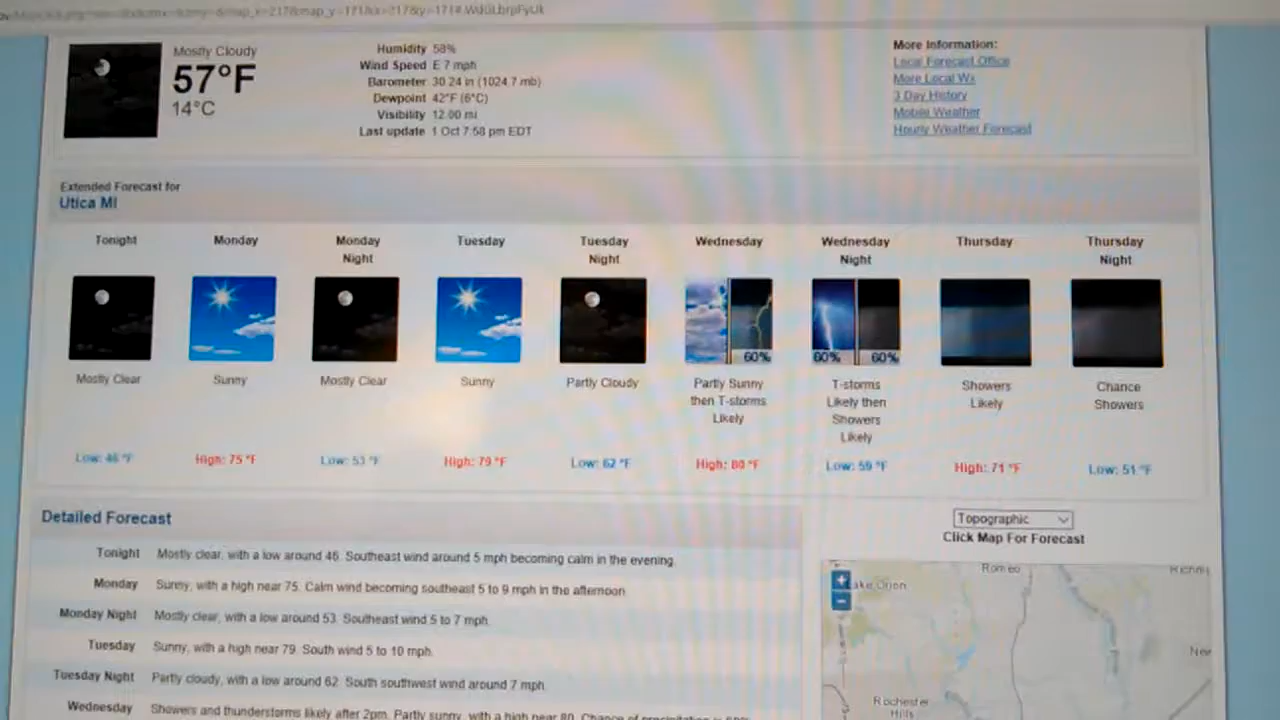 Mostly Cloudy
57°F
14°C
Humidity 58%
Wind Speed E 7 mph
Barometer 30.24 in (1024.7 mb)
Dewpoint 42°F (6°C)
Visibility 12.00 mi
Last update 1 Oct 7:58 pm EDT
More Information:
Local Forecast Office
More Local Wx
3 Day History
Mobile Weather
Hourly Weather Forecast
Extended Forecast for
Utica MI
Tonight
Mostly Clear
Low: 46 °F
Monday
Sunny
High: 75 °F
Monday
Night
Mostly Clear
Low: 53 °F
Tuesday
Sunny
High: 79 °F
Tuesday
Night
Partly Cloudy
Low: 62 °F
Wednesday
60%
Partly Sunny
then T-storms
Likely
High: 80 °F
Wednesday
Night
60% 60%
T-storms
Likely then
Showers
Likely
Low: 59 °F
Thursday
Showers
Likely
High: 71 °F
Thursday
Night
Chance
Showers
Low: 51 °F
Detailed Forecast
Tonight Mostly clear, with a low around 46. Southeast wind around 5 mph becoming calm in the evening.
Monday Sunny, with a high near 75. Calm wind becoming southeast 5 to 9 mph in the afternoon.
Monday Night Mostly clear, with a low around 53. Southeast wind 5 to 7 mph.
Tuesday Sunny, with a high near 79. South wind 5 to 10 mph.
Tuesday Night Partly cloudy, with a low around 62. South southwest wind around 7 mph.
Wednesday Showers and thunderstorms likely after 2pm. Partly sunny, with a high near 80. Chance of precipitation is 60%
Topographic
Click Map For Forecast
+
−
Lake Orion
Romeo
Rochester
Hills